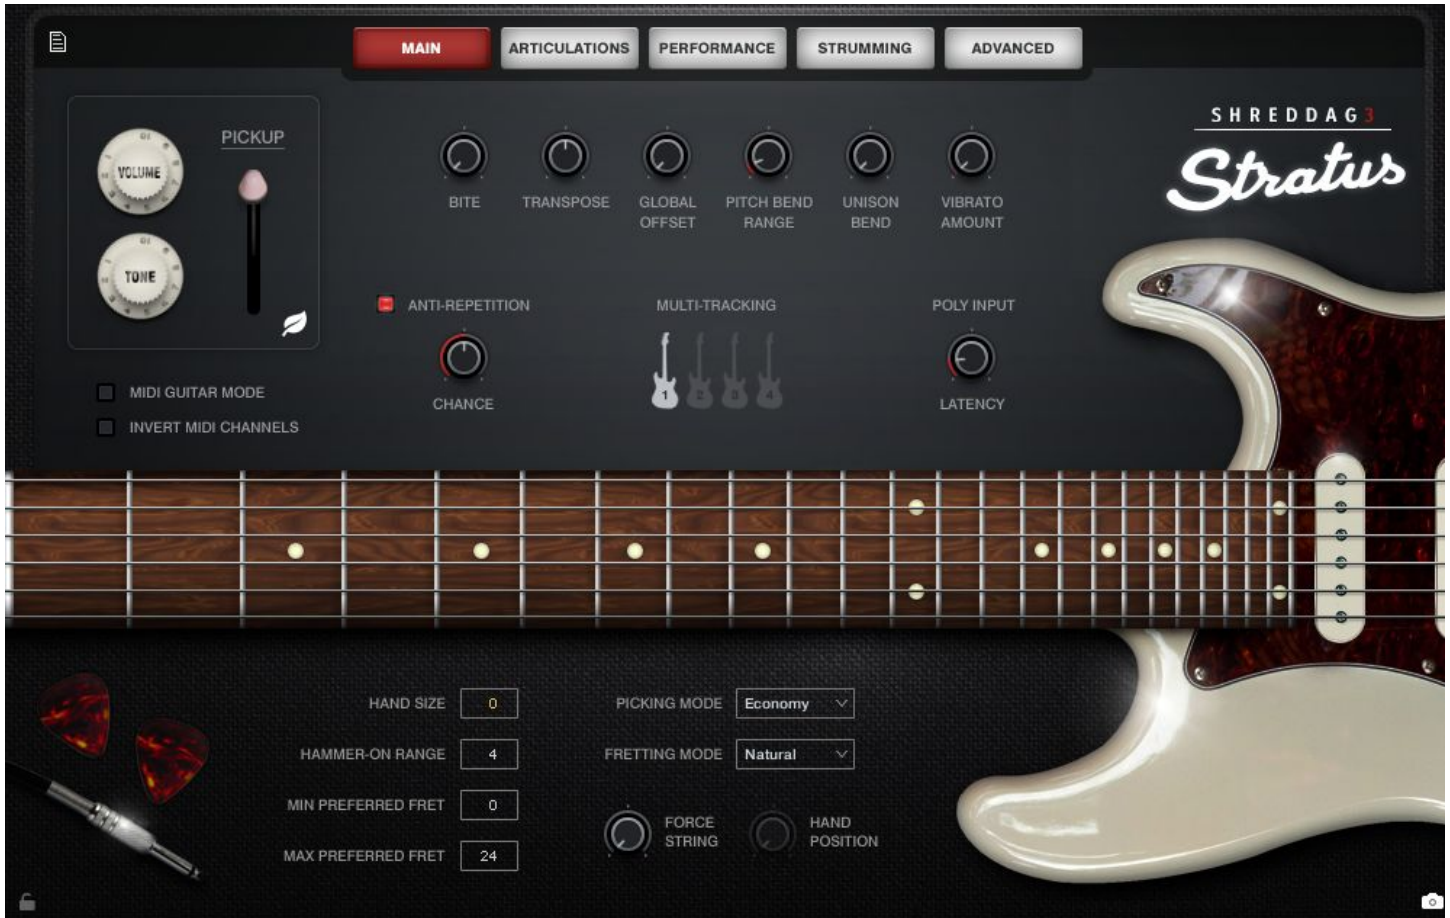 MAIN
ARTICULATIONS
PERFORMANCE
STRUMMING
ADVANCED
SHREDDAG3
Stratus
VOLUME
TONE
PICKUP
BITE
TRANSPOSE
GLOBAL
OFFSET
PITCH BEND
RANGE
UNISON
BEND
VIBRATO
AMOUNT
ANTI-REPETITION
CHANCE
MULTI-TRACKING
1 2 3 4
POLY INPUT
LATENCY
MIDI GUITAR MODE
INVERT MIDI CHANNELS
HAND SIZE 0
HAMMER-ON RANGE 4
MIN PREFERRED FRET 0
MAX PREFERRED FRET 24
PICKING MODE Economy
FRETTING MODE Natural
FORCE
STRING
HAND
POSITION